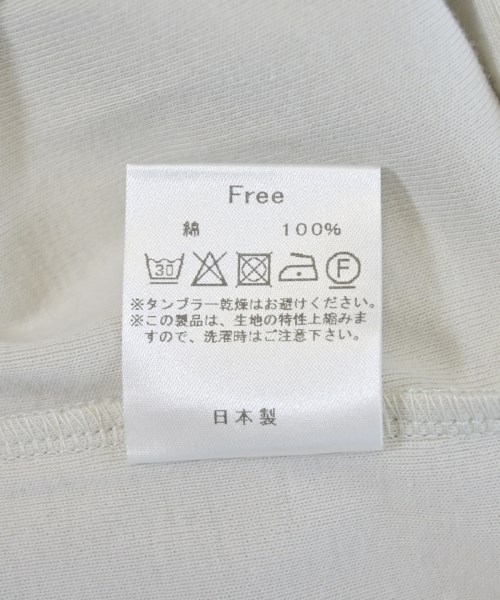 Free
綿 100%
30 F
※タンブラー乾燥はお避けください。
※この製品は、生地の特性上縮みま
すので、洗濯時はご注意下さい。
日本製